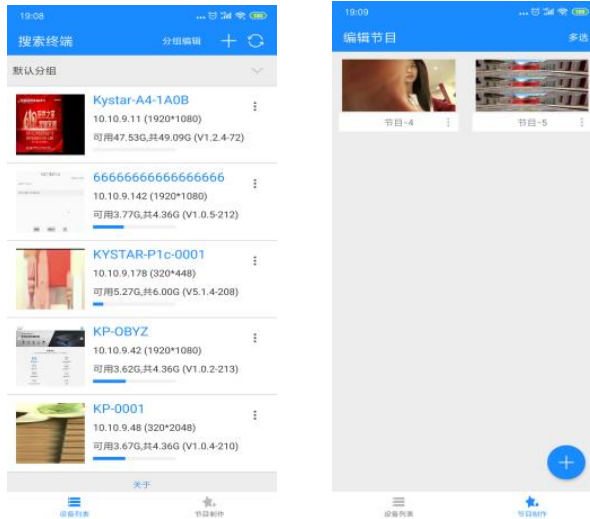 19:08
搜索终端
分组编辑
默认分组
Kystar-A4-1A0B
10.10.9.11 (1920*1080)
可用47.53G,共49.09G (V1.2.4-72)
66666666666666666
10.10.9.142 (1920*1080)
可用3.77G,共4.36G (V1.0.5-212)
KYSTAR-P1c-0001
10.10.9.178 (320*448)
可用5.27G,共6.00G (V5.1.4-208)
KP-OBYZ
10.10.9.42 (1920*1080)
可用3.62G,共4.36G (V1.0.2-213)
KP-0001
10.10.9.48 (320*2048)
可用3.67G,共4.36G (V1.0.4-210)
关于
设备列表
节目制作
19:09
编辑节目
多选
节目-4
节目-5
设备列表
节目制作